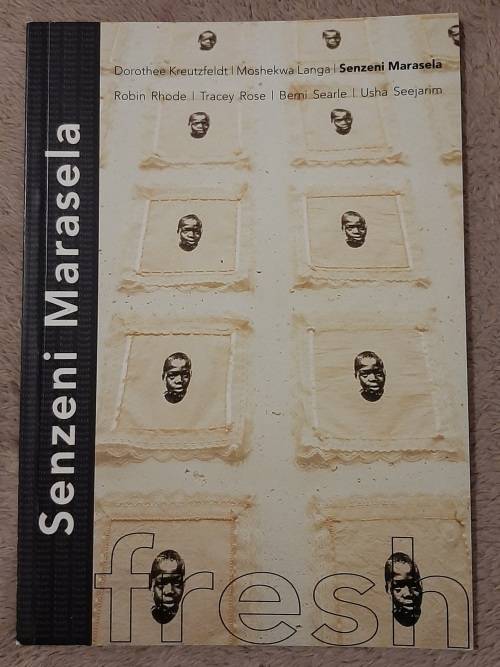 Dorothee Kreutzfeldt | Moshekwa Langa | Senzeni Marasela
Robin Rhode | Tracey Rose | Berni Searle | Usha Seejarim
Senzeni Marasela
fresh